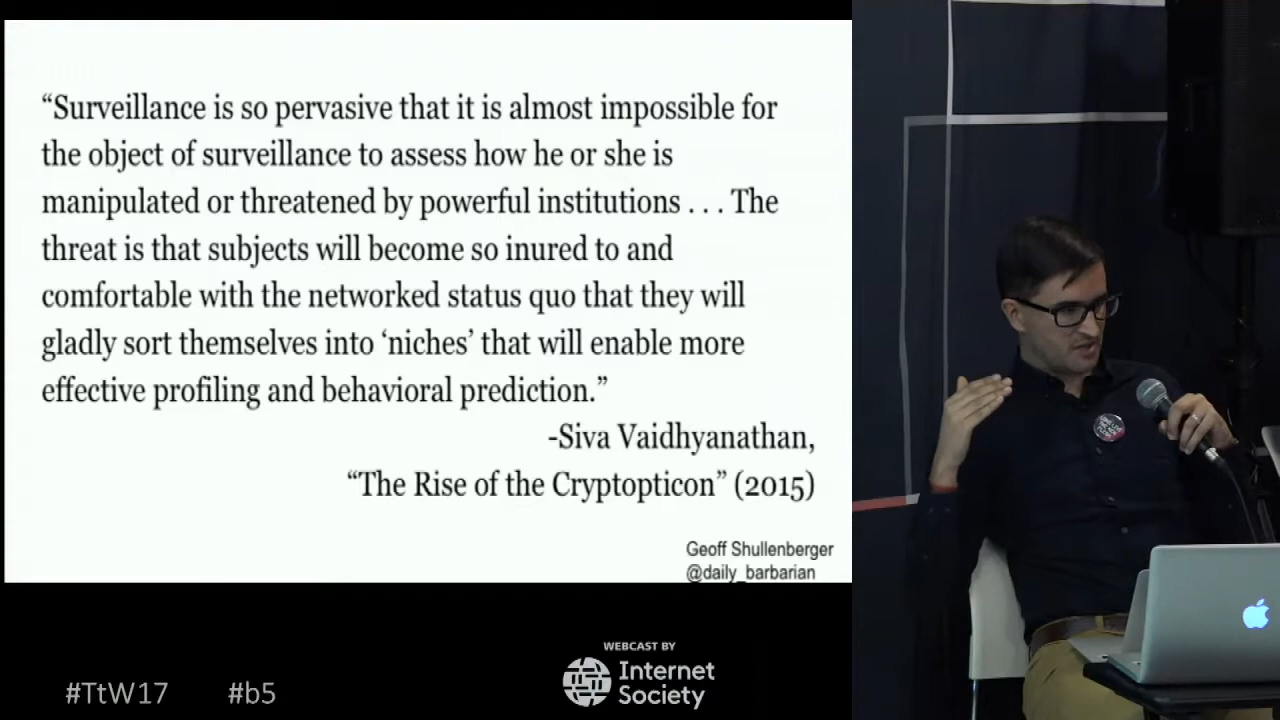 “Surveillance is so pervasive that it is almost impossible for
the object of surveillance to assess how he or she is
manipulated or threatened by powerful institutions . . . The
threat is that subjects will become so inured to and
comfortable with the networked status quo that they will
gladly sort themselves into ‘niches’ that will enable more
effective profiling and behavioral prediction.”
-Siva Vaidhyanathan,
“The Rise of the Cryptopticon” (2015)
Geoff Shullenberger
@daily_barbarian
#TtW17 #b5
WEBCAST BY
Internet
Society